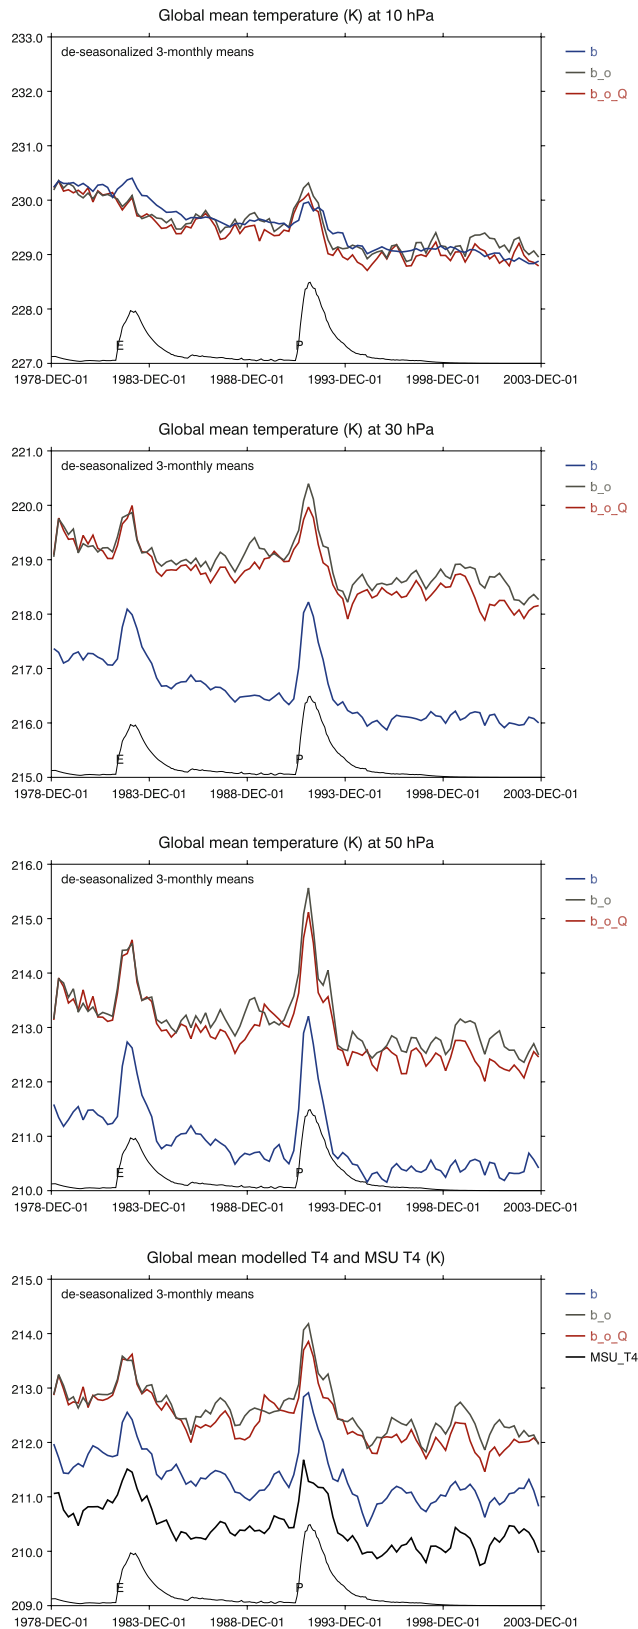 Global mean temperature (K) at 10 hPa
233.0
de-seasonalized 3-monthly means
b
b_o
232.0
b_o_Q
231.0
230.0
229.0
228.0
E
P
227.0
1978-DEC-01 1983-DEC-01 1988-DEC-01 1993-DEC-01 1998-DEC-01 2003-DEC-01
Global mean temperature (K) at 30 hPa
221.0
de-seasonalized 3-monthly means
b
b_o
220.0
b_o_Q
219.0
218.0
217.0
216.0
E
P
215.0
1978-DEC-01 1983-DEC-01 1988-DEC-01 1993-DEC-01 1998-DEC-01 2003-DEC-01
Global mean temperature (K) at 50 hPa
216.0
de-seasonalized 3-monthly means
b
b_o
215.0
b_o_Q
214.0
213.0
212.0
211.0
E
P
210.0
1978-DEC-01 1983-DEC-01 1988-DEC-01 1993-DEC-01 1998-DEC-01 2003-DEC-01
Global mean modelled T4 and MSU T4 (K)
215.0
de-seasonalized 3-monthly means
b
b_o
214.0
b_o_Q
MSU_T4
213.0
212.0
211.0
210.0
E
P
209.0
1978-DEC-01 1983-DEC-01 1988-DEC-01 1993-DEC-01 1998-DEC-01 2003-DEC-01